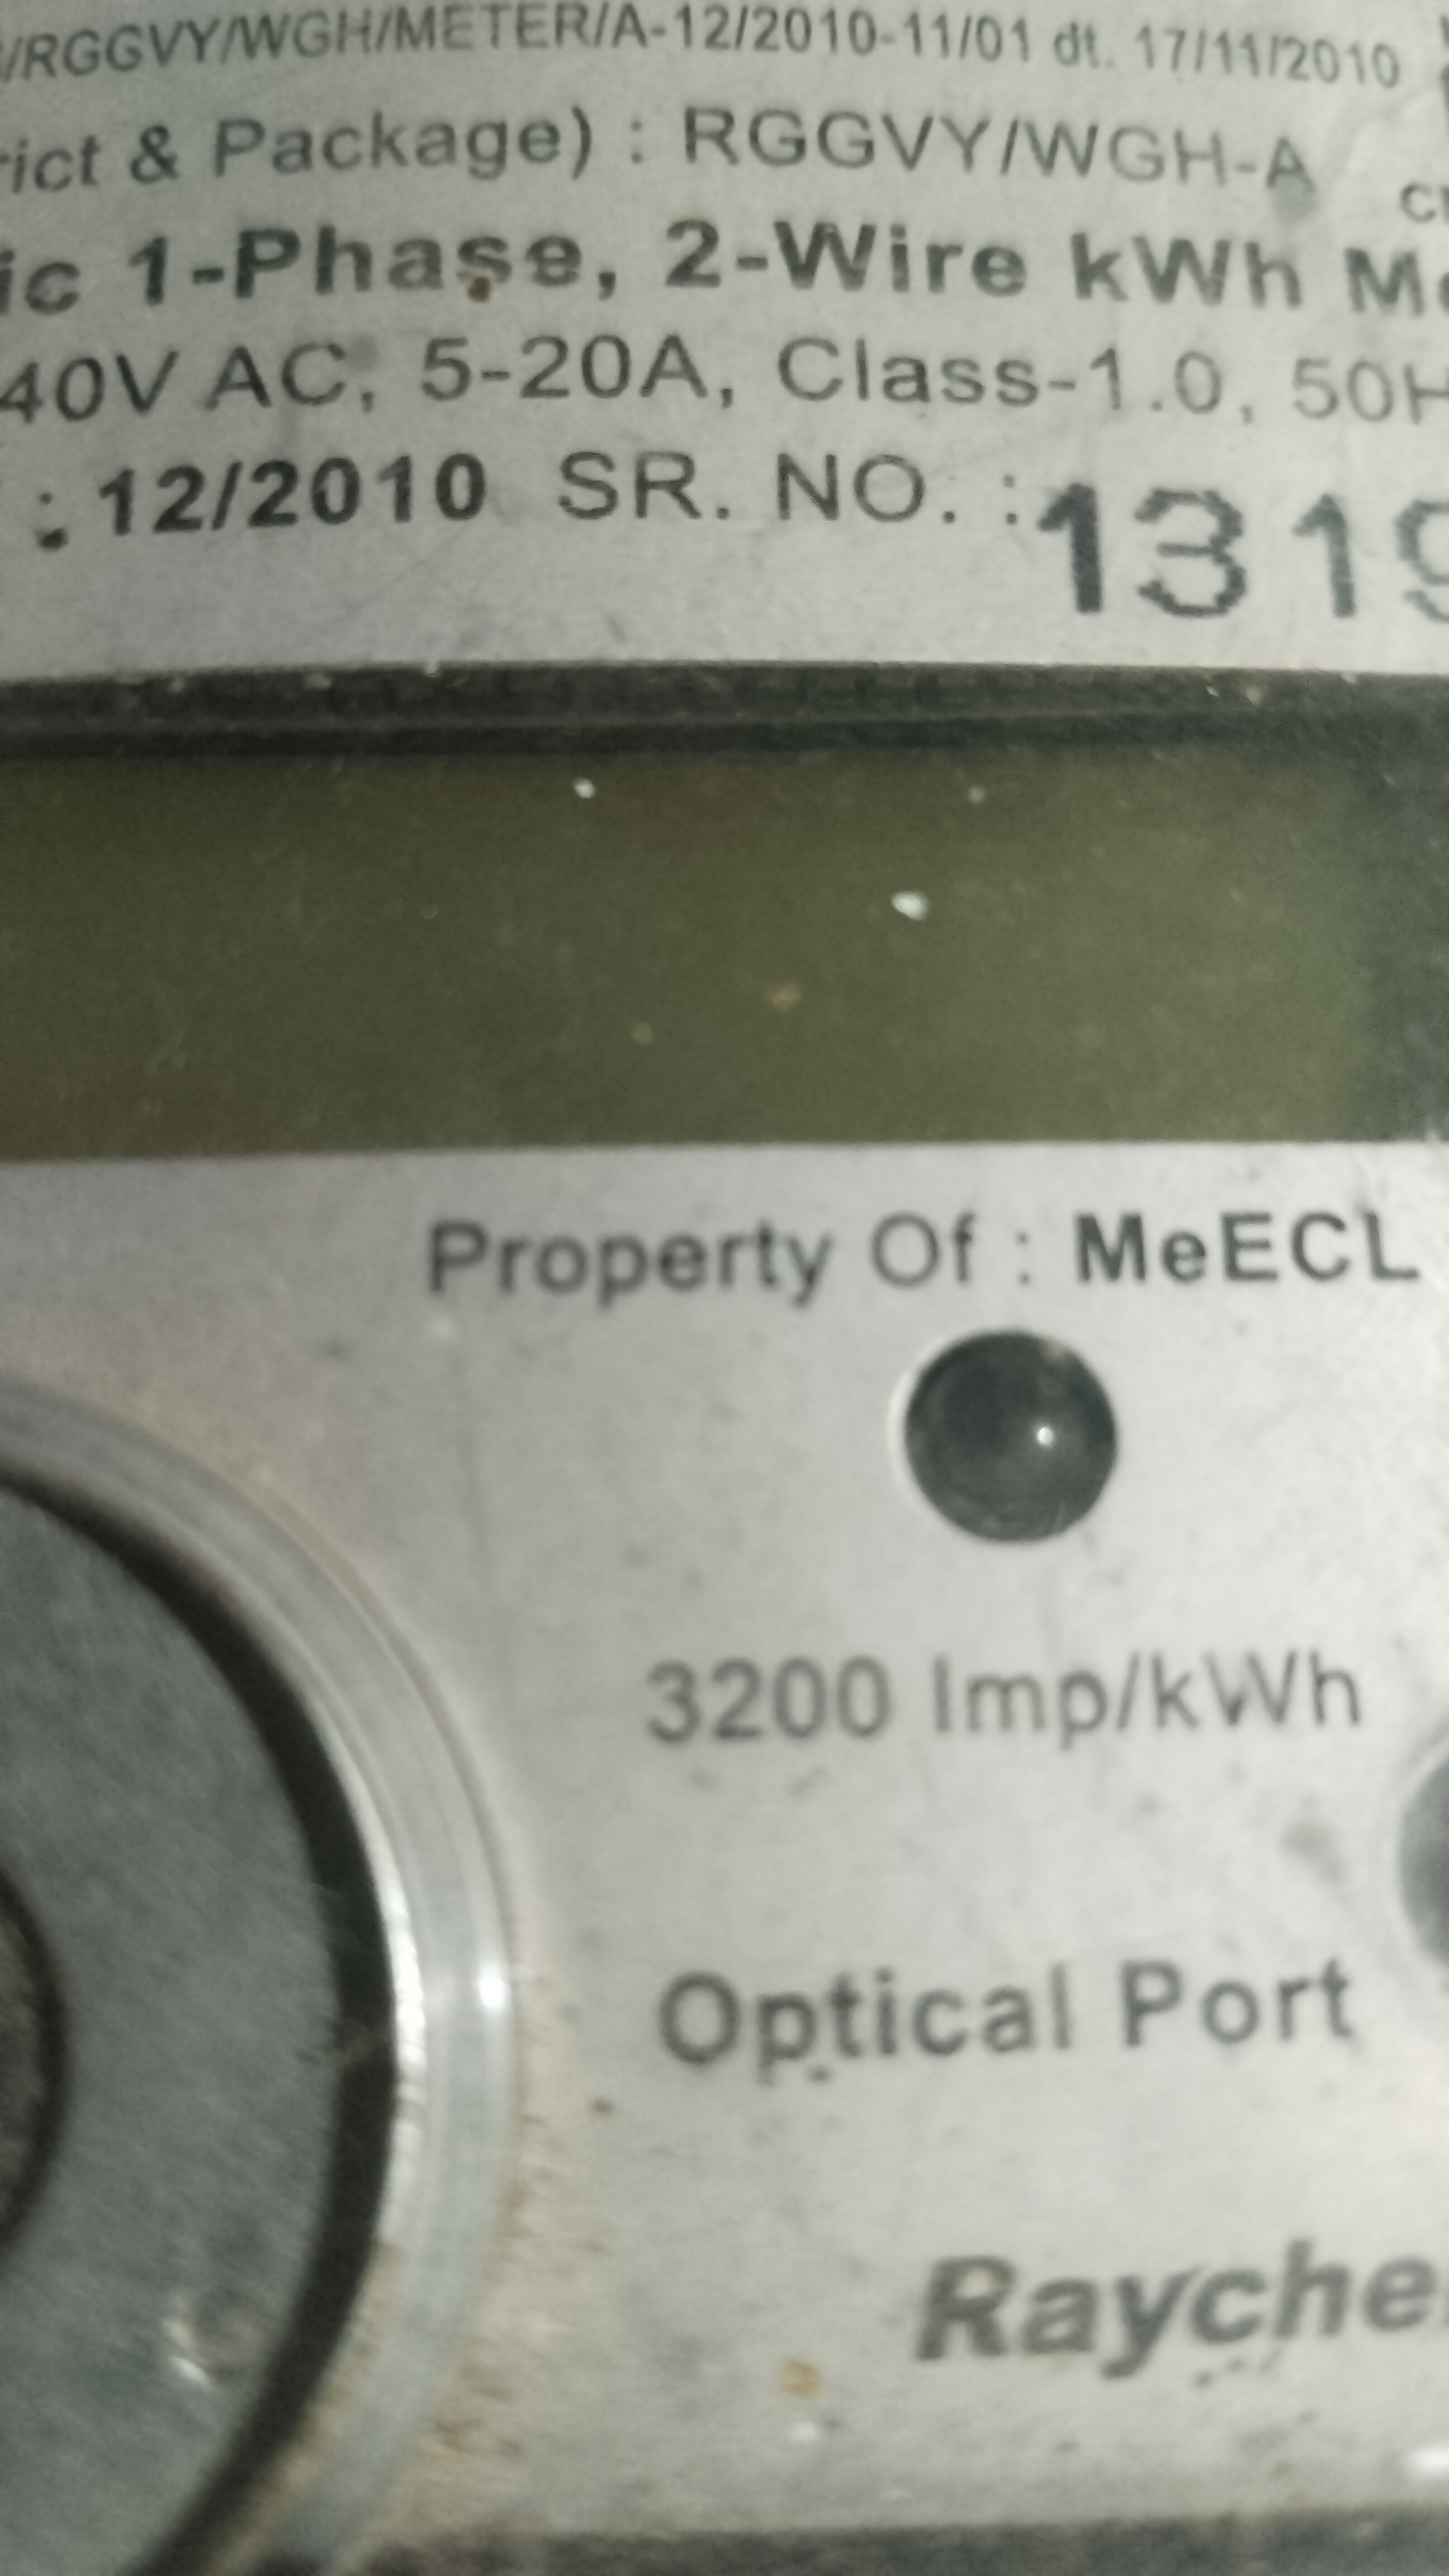 /RGGVY/WGH/METER/A-12/2010-11/01 dt. 17/11/2010
rict & Package) : RGGVY/WGH-A
ic 1-Phase, 2-Wire kWh Me
40V AC, 5-20A, Class-1.0, 50H
: 12/2010 SR. NO. : 1319
Property Of : MeECL
3200 Imp/kWh
Optical Port
Rayche